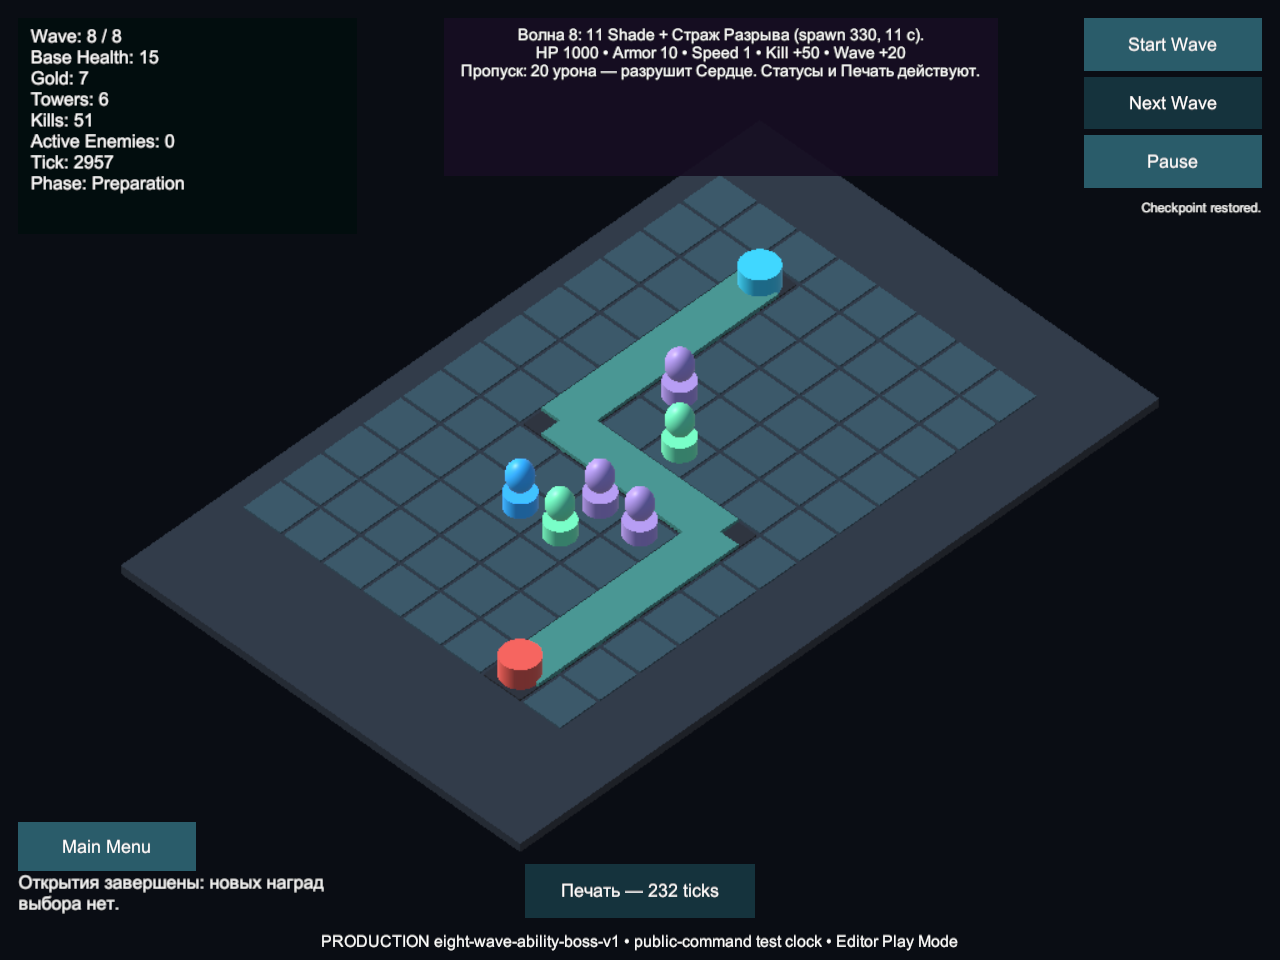 Wave: 8 / 8
Base Health: 15
Gold: 7
Towers: 6
Kills: 51
Active Enemies: 0
Tick: 2957
Phase: Preparation
Волна 8: 11 Shade + Страж Разрыва (spawn 330, 11 с).
HP 1000 • Armor 10 • Speed 1 • Kill +50 • Wave +20
Пропуск: 20 урона — разрушит Сердце. Статусы и Печать действуют.
Start Wave
Next Wave
Pause
Checkpoint restored.
Main Menu
Открытия завершены: новых наград
выбора нет.
Печать — 232 ticks
PRODUCTION eight-wave-ability-boss-v1 • public-command test clock • Editor Play Mode